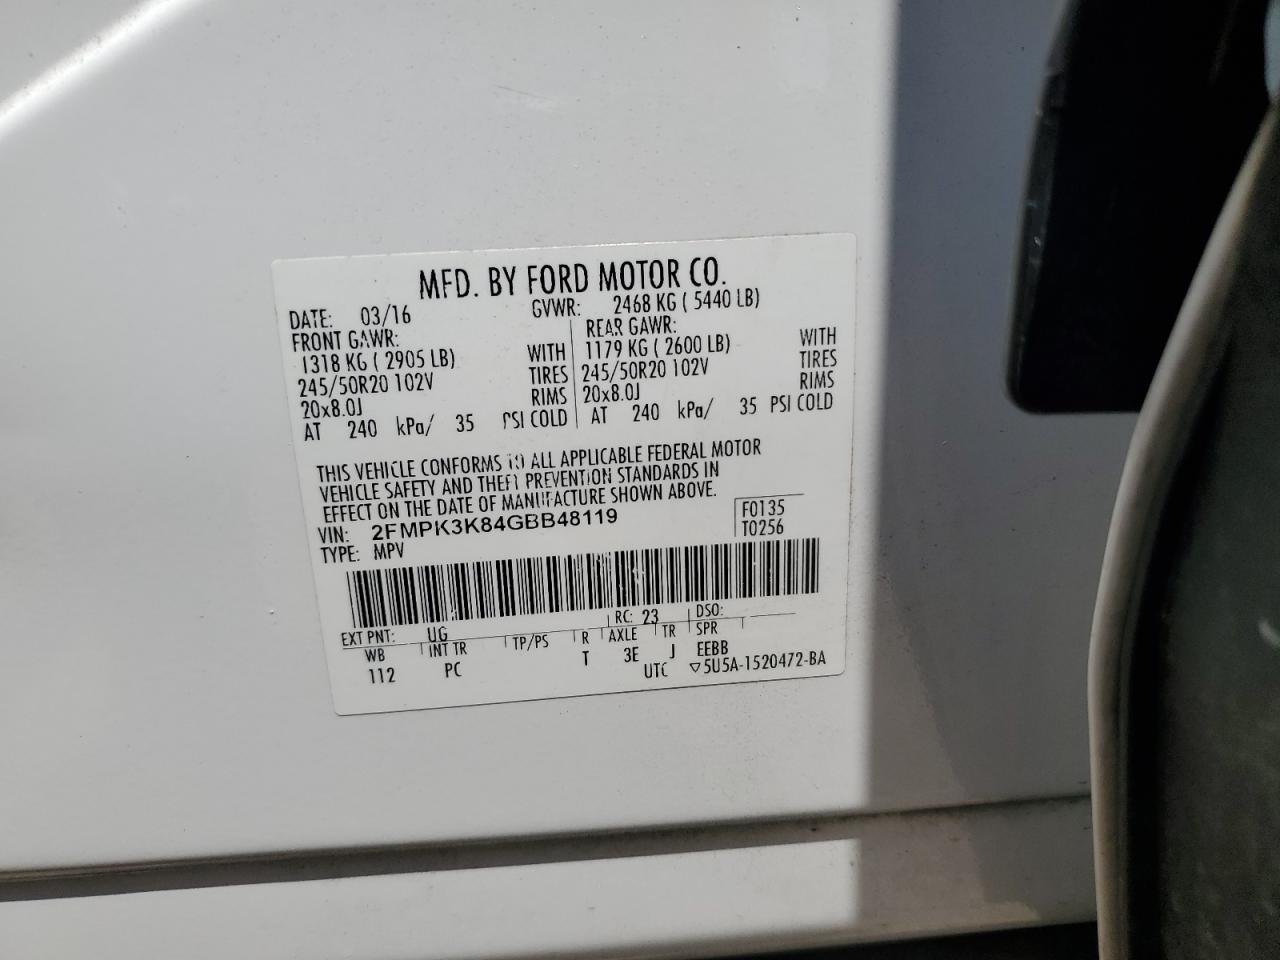 MFD. BY FORD MOTOR CO.
DATE: 03/16 GVWR: 2468 KG ( 5440 LB)
FRONT GAWR: REAR GAWR:
1318 KG ( 2905 LB) WITH 1179 KG ( 2600 LB) WITH
245/50R20 102V TIRES 245/50R20 102V TIRES
20x8.0J RIMS 20x8.0J RIMS
AT 240 kPa/ 35 PSI COLD AT 240 kPa/ 35 PSI COLD
THIS VEHICLE CONFORMS TO ALL APPLICABLE FEDERAL MOTOR
VEHICLE SAFETY AND THEFT PREVENTION STANDARDS IN
EFFECT ON THE DATE OF MANUFACTURE SHOWN ABOVE.
VIN: 2FMPK3K84GBB48119 F0135
TYPE: MPV T0256
EXT PNT: UG RC: 23 DSO:
WB INT TR TP/PS R AXLE TR SPR
112 PC T 3E J EEBB
UTC ▽5U5A-1520472-BA